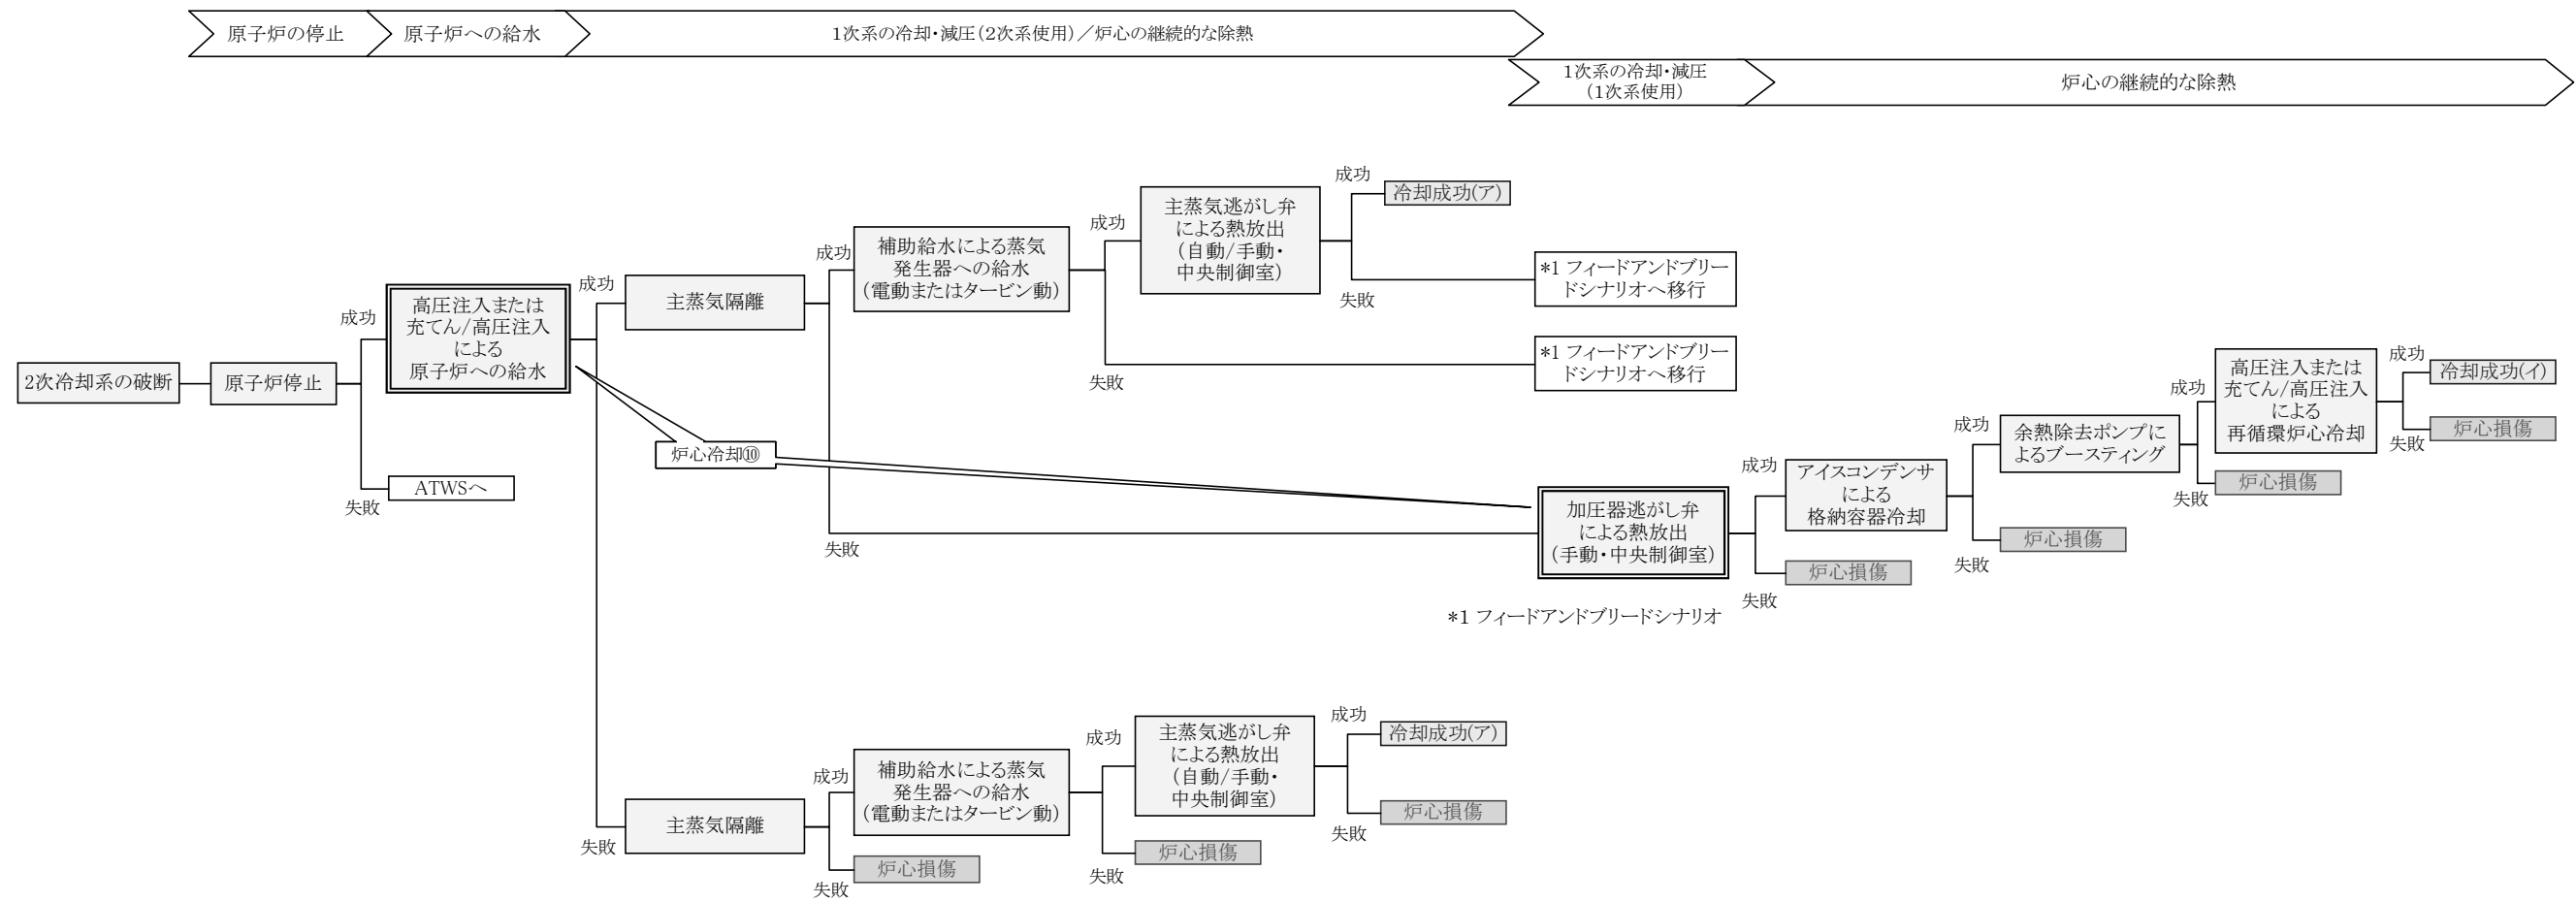 原子炉の停止
原子炉への給水
1次系の冷却・減圧（２次系使用）／炉心の継続的な除熱
1次系の冷却・減圧
（１次系使用）
炉心の継続的な除熱
2次冷却系の破断
原子炉停止
成功
失敗
高圧注入または
充てん/高圧注入
による
原子炉への給水
ATWSへ
成功
失敗
炉心冷却⑩
主蒸気隔離
成功
失敗
補助給水による蒸気
発生器への給水
（電動またはタービン動）
成功
失敗
主蒸気逃がし弁
による熱放出
（自動/手動・
中央制御室）
成功
失敗
冷却成功(ア)
*1 フィードアンドブリー
ドシナリオへ移行
*1 フィードアンドブリー
ドシナリオへ移行
加圧器逃がし弁
による熱放出
（手動・中央制御室）
*1 フィードアンドブリードシナリオ
成功
失敗
アイスコンデンサ
による
格納容器冷却
炉心損傷
成功
失敗
余熱除去ポンプに
よるブースティング
炉心損傷
成功
失敗
高圧注入または
充てん/高圧注入
による
再循環炉心冷却
炉心損傷
成功
失敗
冷却成功(イ)
炉心損傷
主蒸気隔離
成功
失敗
補助給水による蒸気
発生器への給水
（電動またはタービン動）
炉心損傷
成功
失敗
主蒸気逃がし弁
による熱放出
（自動/手動・
中央制御室）
炉心損傷
成功
失敗
冷却成功(ア)
炉心損傷